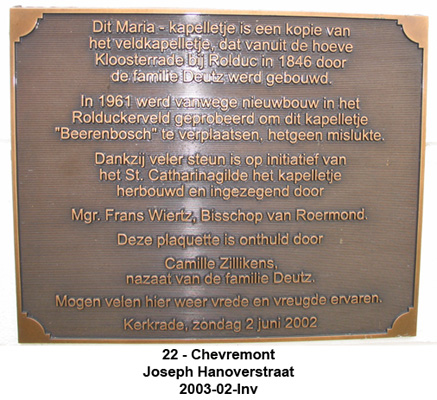 Dit Maria - kapelletje is een kopie van
het veldkapelletje, dat vanuit de hoeve
Kloosterrade bij Rolduc in 1846 door
de familie Deutz werd gebouwd.
In 1961 werd vanwege nieuwbouw in het
Rolduckerveld geprobeerd om dit kapelletje
"Beerenbosch" te verplaatsen, hetgeen mislukte.
Dankzij veler steun is op initiatief van
het St. Catharinagilde het kapelletje
herbouwd en ingezegend door
Mgr. Frans Wiertz, Bisschop van Roermond.
Deze plaquette is onthuld door
Camille Zillikens,
nazaat van de familie Deutz.
Mogen velen hier weer vrede en vreugde ervaren.
Kerkrade, zondag 2 juni 2002
22 - Chevremont
Joseph Hanoverstraat
2003-02-Inv